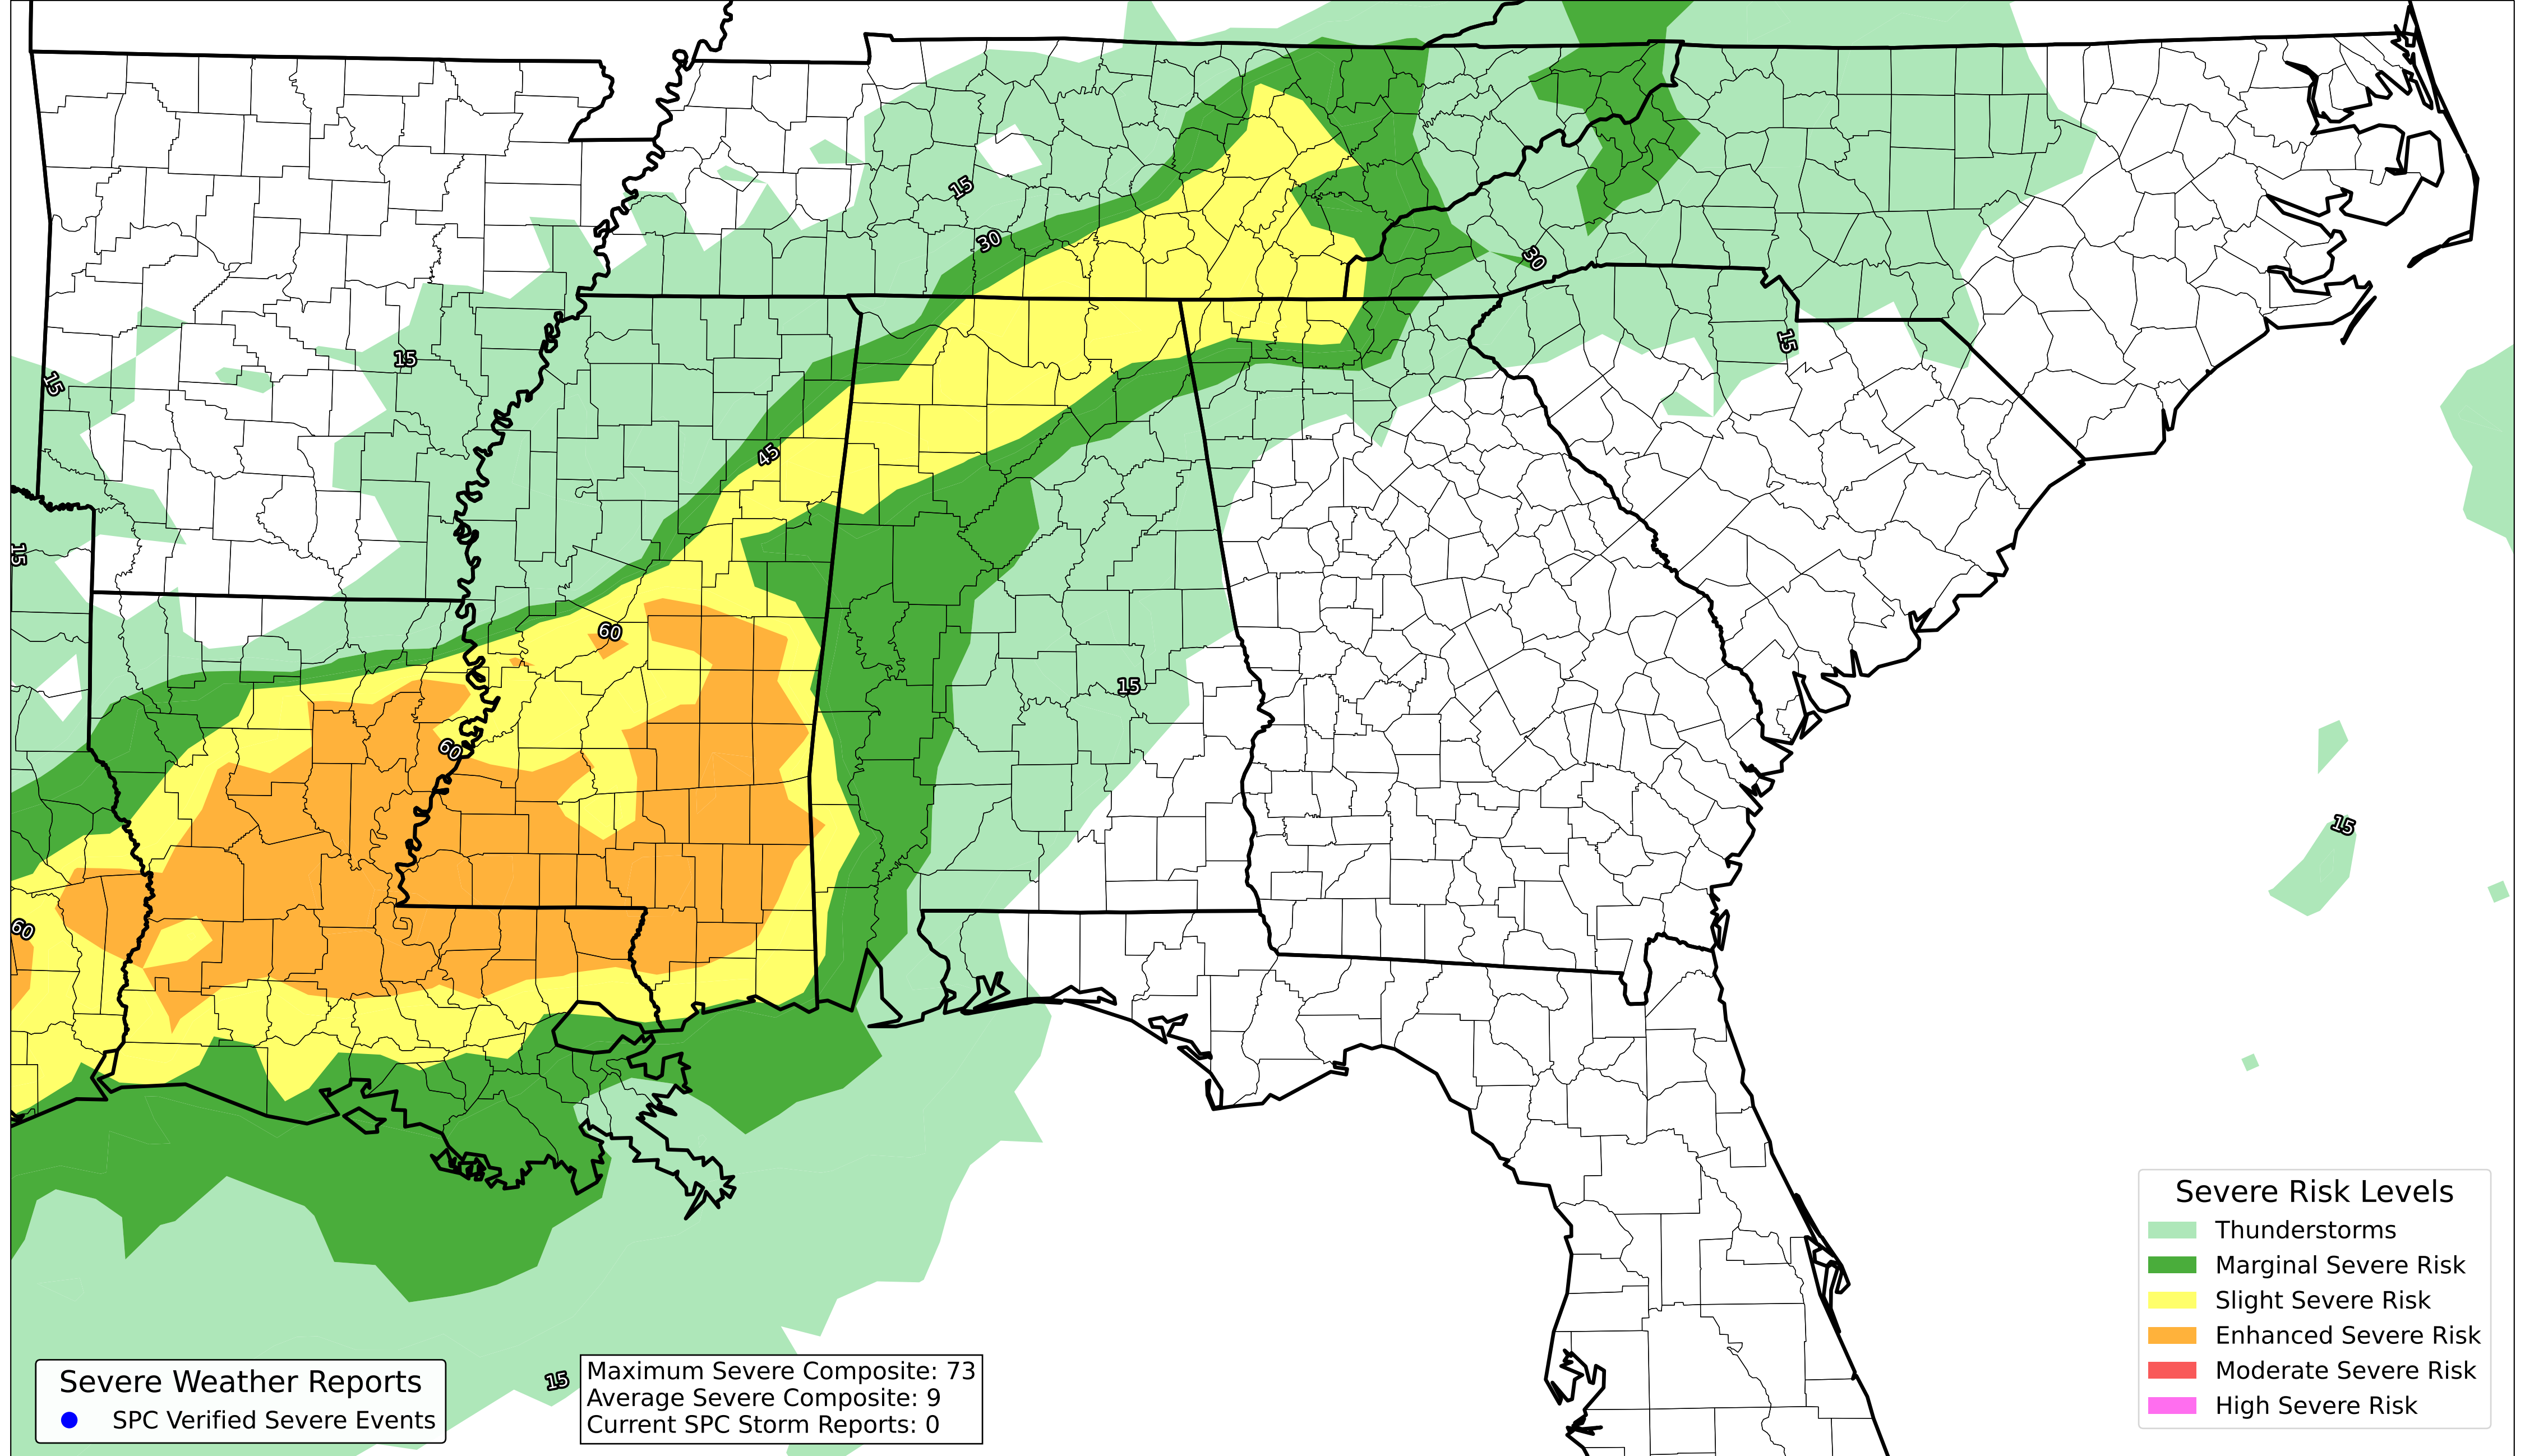 15
30
15
30
15
15
15
45
15
60
15
60
15
60
15
Severe Risk Levels
Thunderstorms
Marginal Severe Risk
Slight Severe Risk
Enhanced Severe Risk
Moderate Severe Risk
High Severe Risk
Severe Weather Reports
SPC Verified Severe Events
Maximum Severe Composite: 73
Average Severe Composite: 9
Current SPC Storm Reports: 0